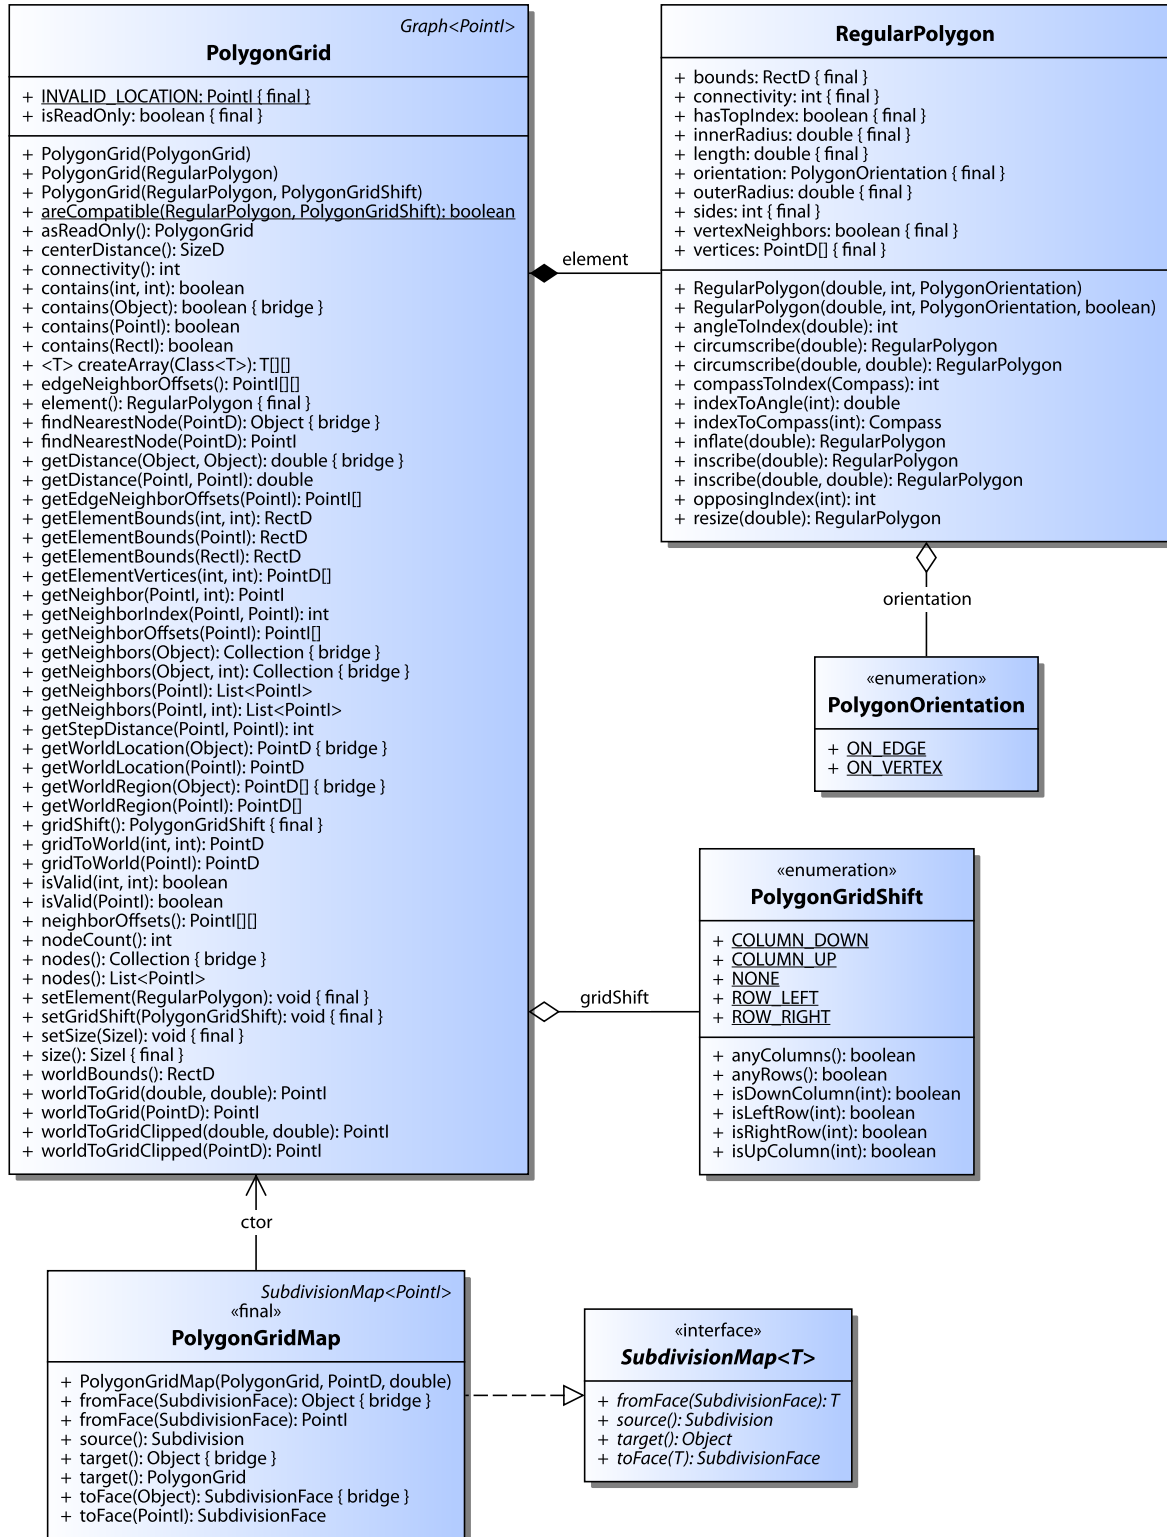 Graph<PointI>
PolygonGrid
+ INVALID_LOCATION: PointI { final }
+ isReadOnly: boolean { final }
+ PolygonGrid(PolygonGrid)
+ PolygonGrid(RegularPolygon)
+ PolygonGrid(RegularPolygon, PolygonGridShift)
+ areCompatible(RegularPolygon, PolygonGridShift): boolean
+ asReadOnly(): PolygonGrid
+ centerDistance(): SizeD
+ connectivity(): int
+ contains(int, int): boolean
+ contains(Object): boolean { bridge }
+ contains(PointI): boolean
+ contains(RectI): boolean
+ <T> createArray(Class<T>): T[][]
+ edgeNeighborOffsets(): PointI[][]
+ element(): RegularPolygon { final }
+ findNearestNode(PointD): Object { bridge }
+ findNearestNode(PointD): PointI
+ getDistance(Object, Object): double { bridge }
+ getDistance(PointI, PointI): double
+ getEdgeNeighborOffsets(PointI): PointI[]
+ getElementBounds(int, int): RectD
+ getElementBounds(PointI): RectD
+ getElementBounds(RectI): RectD
+ getElementVertices(int, int): PointD[]
+ getNeighbor(PointI, int): PointI
+ getNeighborIndex(PointI, PointI): int
+ getNeighborOffsets(PointI): PointI[]
+ getNeighbors(Object): Collection { bridge }
+ getNeighbors(Object, int): Collection { bridge }
+ getNeighbors(PointI): List<PointI>
+ getNeighbors(PointI, int): List<PointI>
+ getStepDistance(PointI, PointI): int
+ getWorldLocation(Object): PointD { bridge }
+ getWorldLocation(PointI): PointD
+ getWorldRegion(Object): PointD[] { bridge }
+ getWorldRegion(PointI): PointD[]
+ gridShift(): PolygonGridShift { final }
+ gridToWorld(int, int): PointD
+ gridToWorld(PointI): PointD
+ isValid(int, int): boolean
+ isValid(PointI): boolean
+ neighborOffsets(): PointI[][]
+ nodeCount(): int
+ nodes(): Collection { bridge }
+ nodes(): List<PointI>
+ setElement(RegularPolygon): void { final }
+ setGridShift(PolygonGridShift): void { final }
+ setSize(SizeI): void { final }
+ size(): SizeI { final }
+ worldBounds(): RectD
+ worldToGrid(double, double): PointI
+ worldToGrid(PointD): PointI
+ worldToGridClipped(double, double): PointI
+ worldToGridClipped(PointD): PointI
element
RegularPolygon
+ bounds: RectD { final }
+ connectivity: int { final }
+ hasTopIndex: boolean { final }
+ innerRadius: double { final }
+ length: double { final }
+ orientation: PolygonOrientation { final }
+ outerRadius: double { final }
+ sides: int { final }
+ vertexNeighbors: boolean { final }
+ vertices: PointD[] { final }
+ RegularPolygon(double, int, PolygonOrientation)
+ RegularPolygon(double, int, PolygonOrientation, boolean)
+ angleToIndex(double): int
+ circumscribe(double): RegularPolygon
+ circumscribe(double, double): RegularPolygon
+ compassToIndex(Compass): int
+ indexToAngle(int): double
+ indexToCompass(int): Compass
+ inflate(double): RegularPolygon
+ inscribe(double): RegularPolygon
+ inscribe(double, double): RegularPolygon
+ opposingIndex(int): int
+ resize(double): RegularPolygon
orientation
«enumeration»
PolygonOrientation
+ ON_EDGE
+ ON_VERTEX
gridShift
«enumeration»
PolygonGridShift
+ COLUMN_DOWN
+ COLUMN_UP
+ NONE
+ ROW_LEFT
+ ROW_RIGHT
+ anyColumns(): boolean
+ anyRows(): boolean
+ isDownColumn(int): boolean
+ isLeftRow(int): boolean
+ isRightRow(int): boolean
+ isUpColumn(int): boolean
ctor
SubdivisionMap<PointI>
«final»
PolygonGridMap
+ PolygonGridMap(PolygonGrid, PointD, double)
+ fromFace(SubdivisionFace): Object { bridge }
+ fromFace(SubdivisionFace): PointI
+ source(): Subdivision
+ target(): Object { bridge }
+ target(): PolygonGrid
+ toFace(Object): SubdivisionFace { bridge }
+ toFace(PointI): SubdivisionFace
«interface»
SubdivisionMap<T>
+ fromFace(SubdivisionFace): T
+ source(): Subdivision
+ target(): Object
+ toFace(T): SubdivisionFace